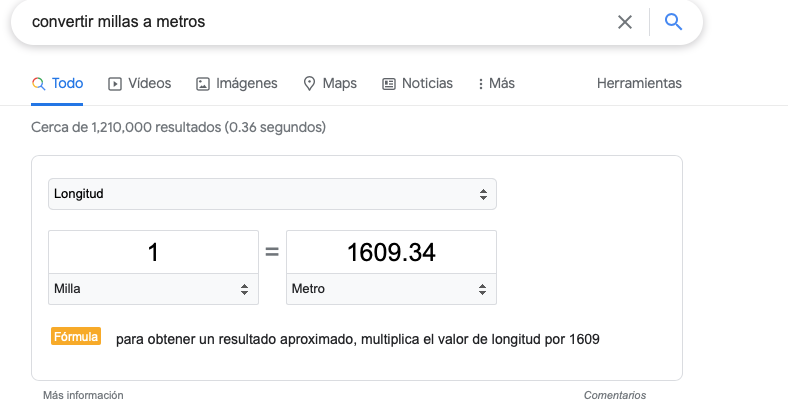 convertir millas a metros
Todo Vídeos Imágenes Maps Noticias Más Herramientas
Cerca de 1,210,000 resultados (0.36 segundos)
Longitud
1 = 1609.34
Milla Metro
Fórmula para obtener un resultado aproximado, multiplica el valor de longitud por 1609
Más información Comentarios